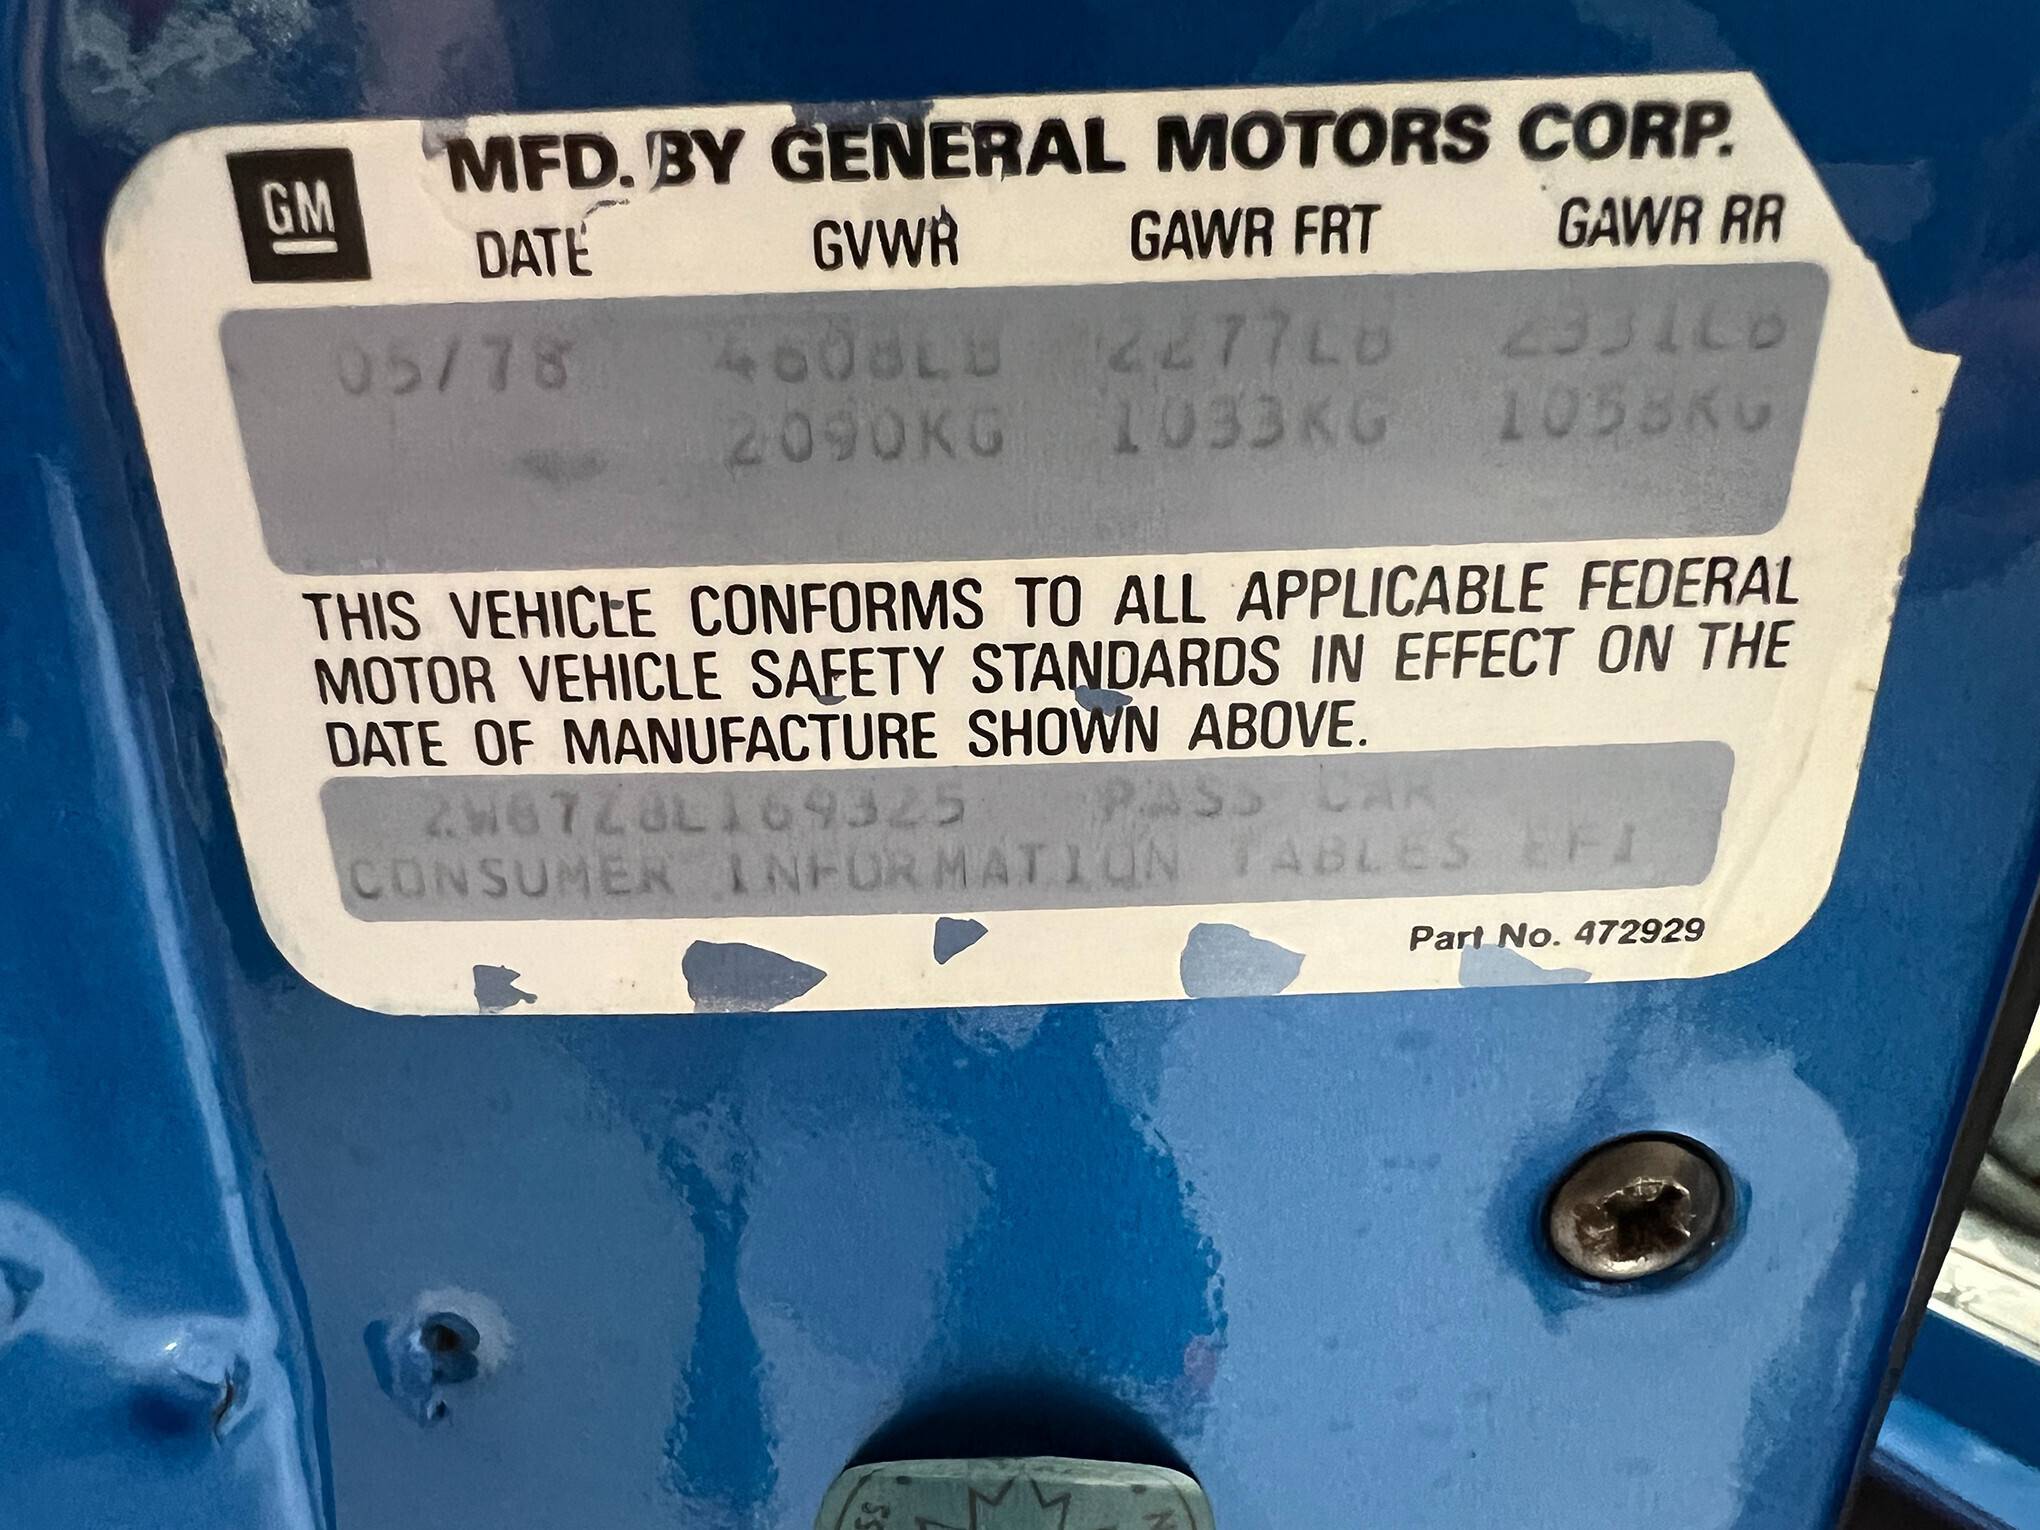 GM
MFD. BY GENERAL MOTORS CORP.
DATE GVWR GAWR FRT GAWR RR
05/78 4608LB 2277LB 2331LB
2090KG 1033KG 1058KG
THIS VEHICLE CONFORMS TO ALL APPLICABLE FEDERAL
MOTOR VEHICLE SAFETY STANDARDS IN EFFECT ON THE
DATE OF MANUFACTURE SHOWN ABOVE.
2W87Z8L169325 PASS CAR
CONSUMER INFORMATION TABLES EFI
Part No. 472929